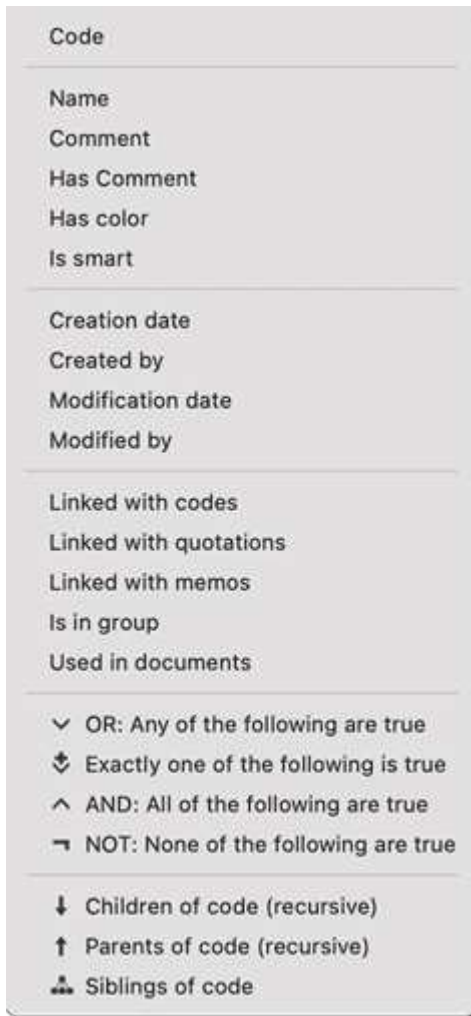 Code
Name
Comment
Has Comment
Has color
Is smart
Creation date
Created by
Modification date
Modified by
Linked with codes
Linked with quotations
Linked with memos
Is in group
Used in documents
OR: Any of the following are true
Exactly one of the following is true
AND: All of the following are true
NOT: None of the following are true
Children of code (recursive)
Parents of code (recursive)
Siblings of code